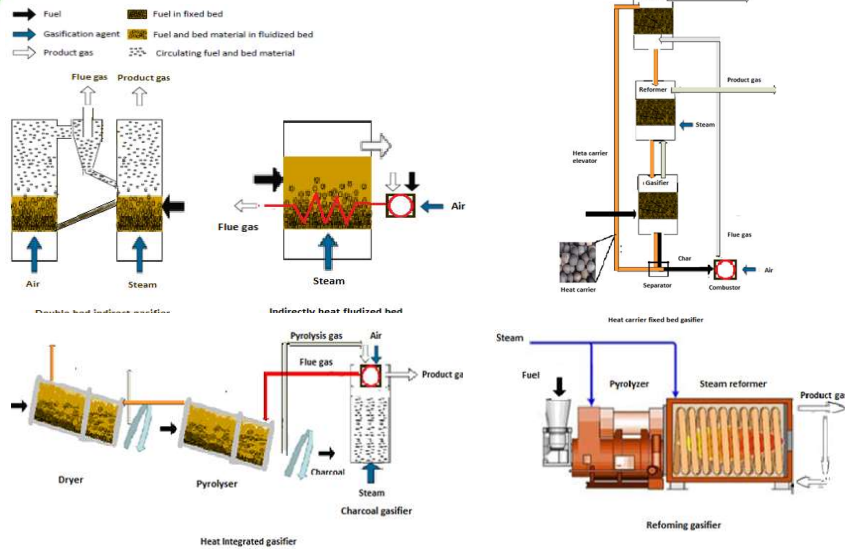 Fuel
Fuel in fixed bed
Gasification agent
Fuel and bed material in fluidized bed
Product gas
Circulating fuel and bed material
Flue gas
Product gas
Air
Steam
Double bed indirect gasifier
Flue gas
Air
Steam
Indirectly heat fludized bed
Reformer
Product gas
Steam
Heta carrier
elevator
Gasifier
Flue gas
Char
Air
Heat carrier
Separator
Combustor
Heat carrier fixed bed gasifier
Pyrolysis gas
Air
Flue gas
Product ga
Charcoal
Dryer
Pyrolyser
Steam
Charcoal gasifier
Heat Integrated gasifier
Steam
Fuel
Pyrolyzer
Steam reformer
Product ga
Refoming gasifier